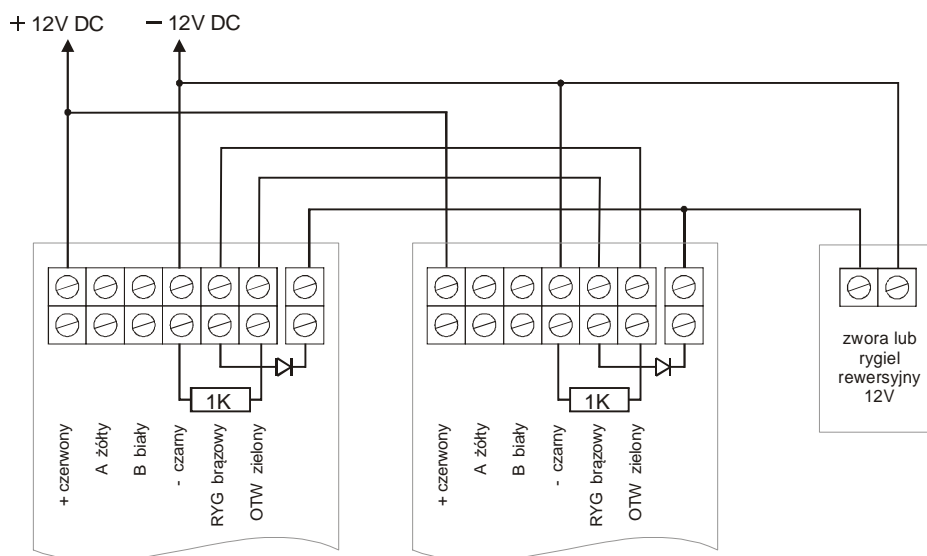 + 12V DC
– 12V DC
zwora lub
rygiel
rewersyjny
12V
1K
1K
+ czerwony
A żółty
B biały
- czarny
RYG brązowy
OTW zielony
+ czerwony
A żółty
B biały
- czarny
RYG brązowy
OTW zielony